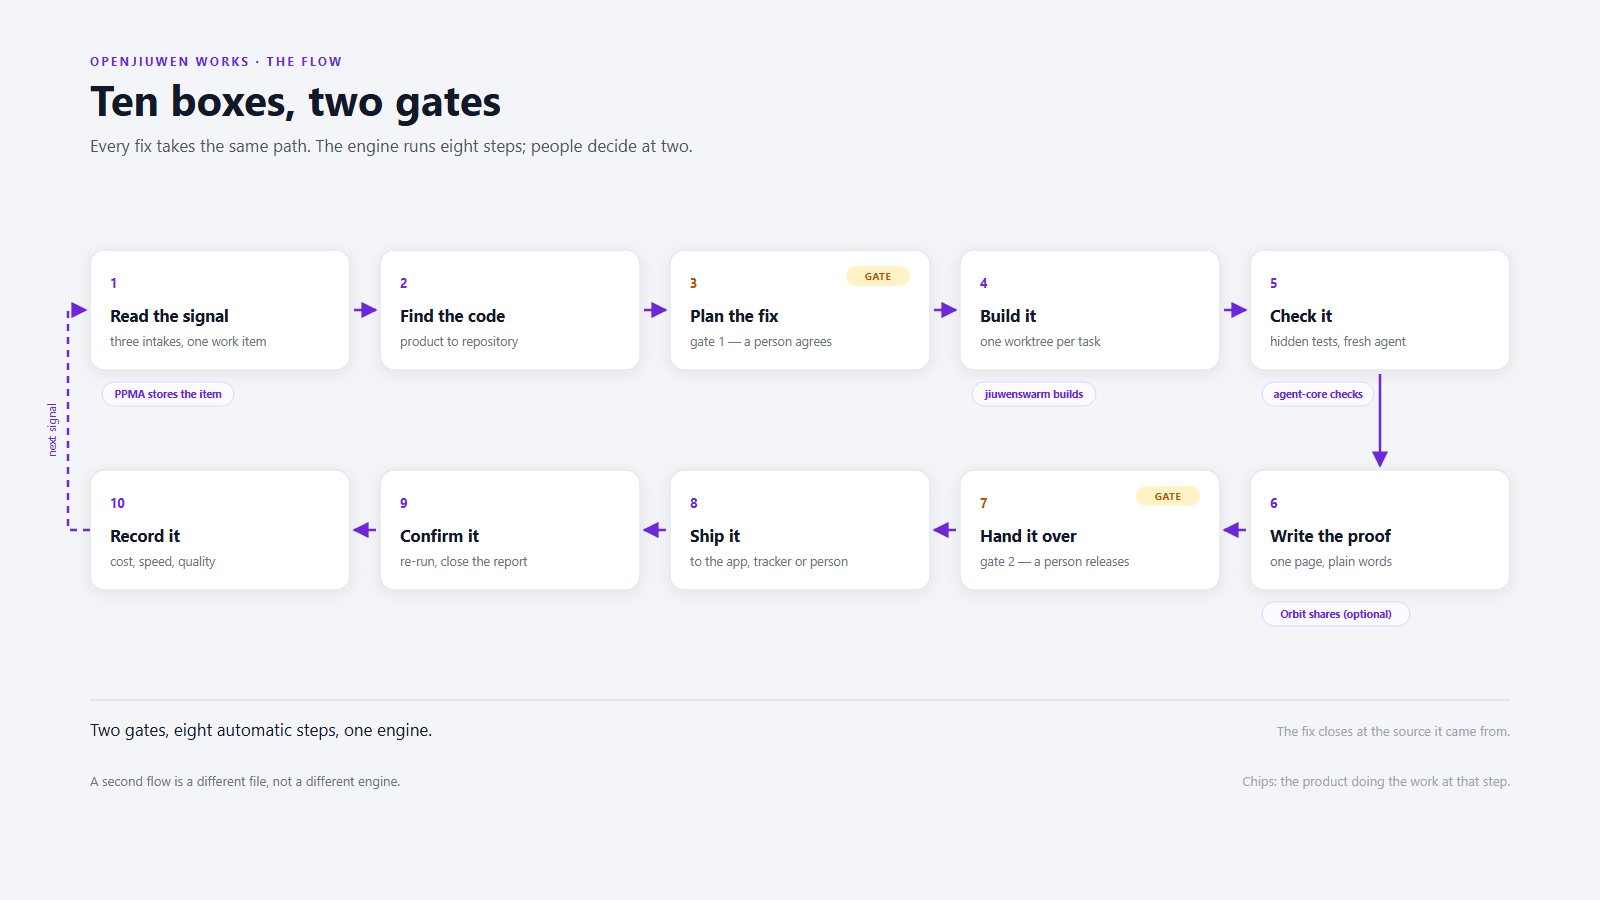 OPENJIUWEN WORKS · THE FLOW
Ten boxes, two gates
Every fix takes the same path. The engine runs eight steps; people decide at two.
1
Read the signal
three intakes, one work item
PPMA stores the item
2
Find the code
product to repository
GATE
3
Plan the fix
gate 1 — a person agrees
4
Build it
one worktree per task
jiuwenswarm builds
5
Check it
hidden tests, fresh agent
agent-core checks
next signal
6
Write the proof
one page, plain words
Orbit shares (optional)
GATE
7
Hand it over
gate 2 — a person releases
8
Ship it
to the app, tracker or person
9
Confirm it
re-run, close the report
10
Record it
cost, speed, quality
Two gates, eight automatic steps, one engine.
The fix closes at the source it came from.
A second flow is a different file, not a different engine.
Chips: the product doing the work at that step.